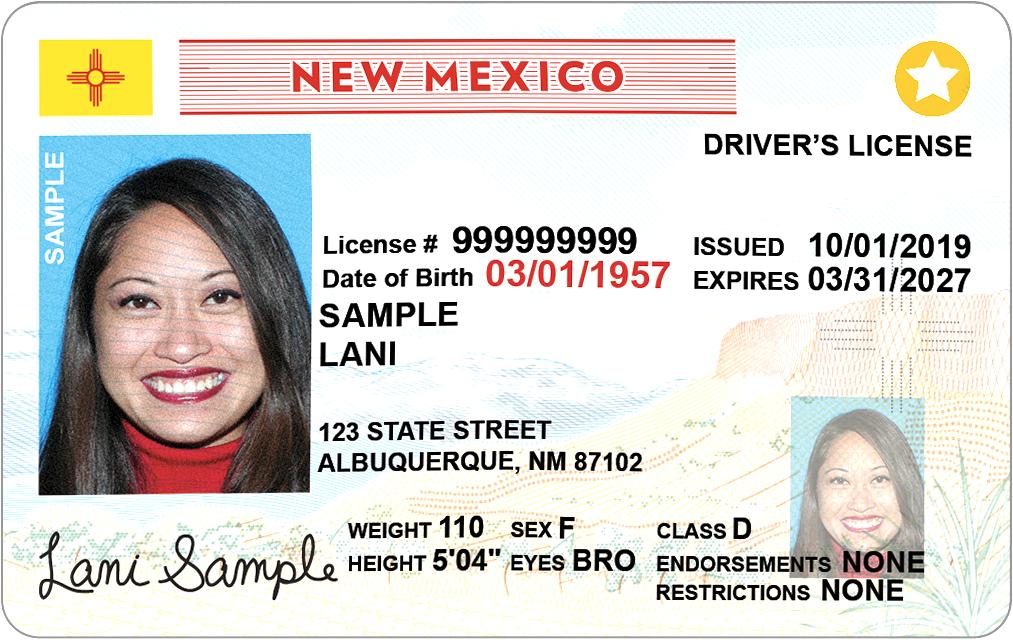 NEW MEXICO
DRIVER'S LICENSE
SAMPLE
License # 999999999
ISSUED 10/01/2019
Date of Birth 03/01/1957
EXPIRES 03/31/2027
SAMPLE
LANI
123 STATE STREET
ALBUQUERQUE, NM 87102
WEIGHT 110 SEX F
CLASS D
HEIGHT 5'04" EYES BRO
ENDORSEMENTS NONE
RESTRICTIONS NONE
Lani Sample